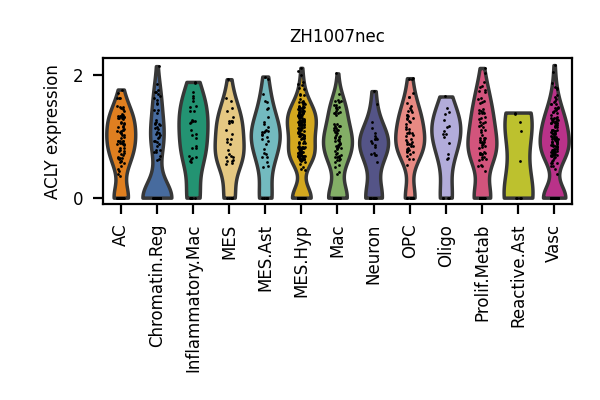 ZH1007nec
ACLY expression
2
0
AC
Chromatin.Reg
Inflammatory.Mac
MES
MES.Ast
MES.Hyp
Mac
Neuron
OPC
Oligo
Prolif.Metab
Reactive.Ast
Vasc